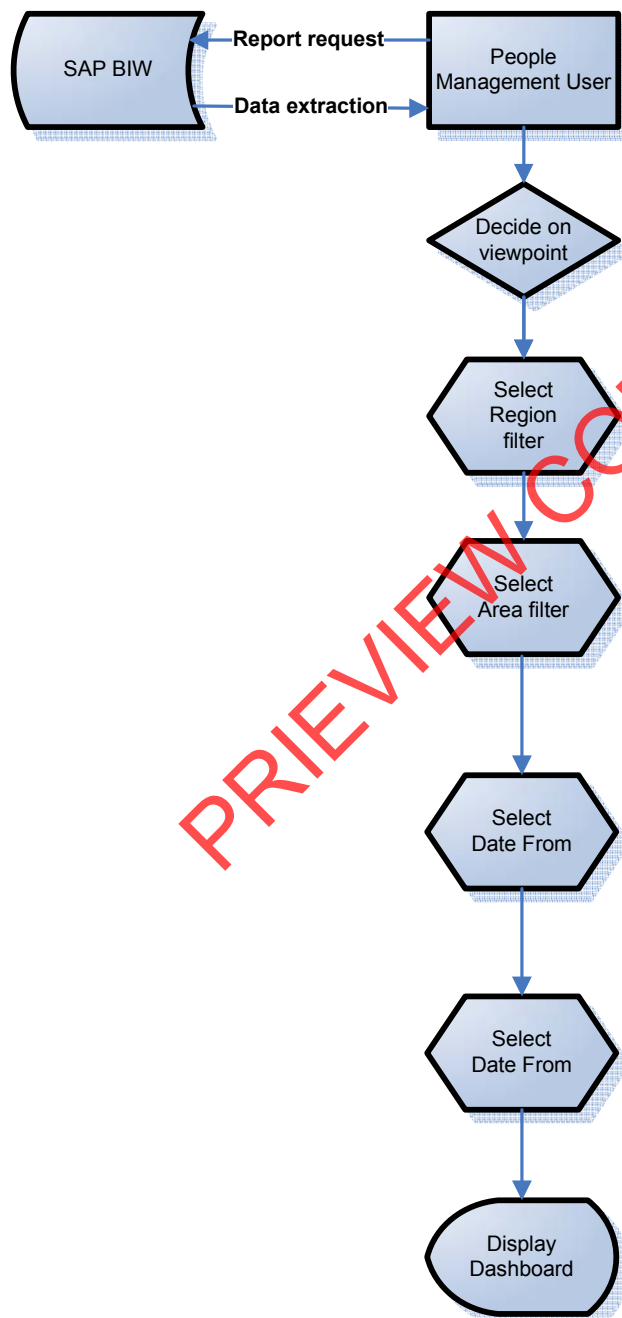 SAP BIW
Report request
Data extraction
People
Management User
Decide on
viewpoint
Select
Region
filter
Select
Area filter
Select
Date From
Select
Date From
Display
Dashboard
PRIEVIEW